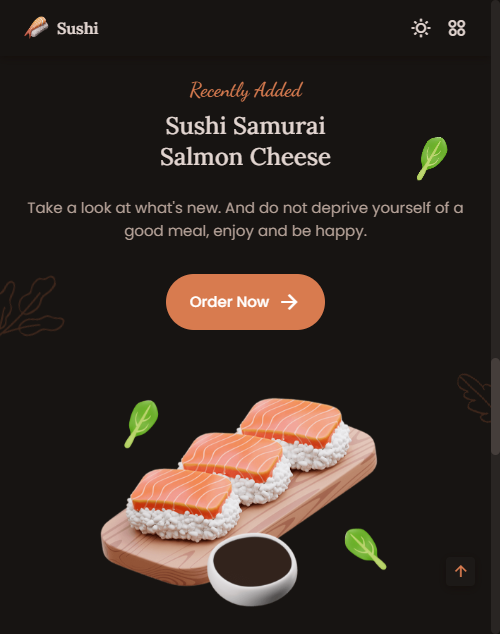 Sushi
Recently Added
Sushi Samurai
Salmon Cheese
Take a look at what's new. And do not deprive yourself of a
good meal, enjoy and be happy.
Order Now